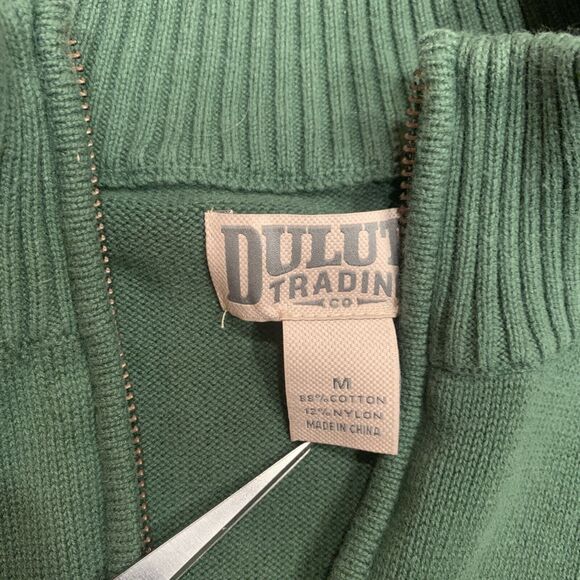 DULUT
TRADIN
CO
M
88% COTTON
12% NYLON
MADE IN CHINA